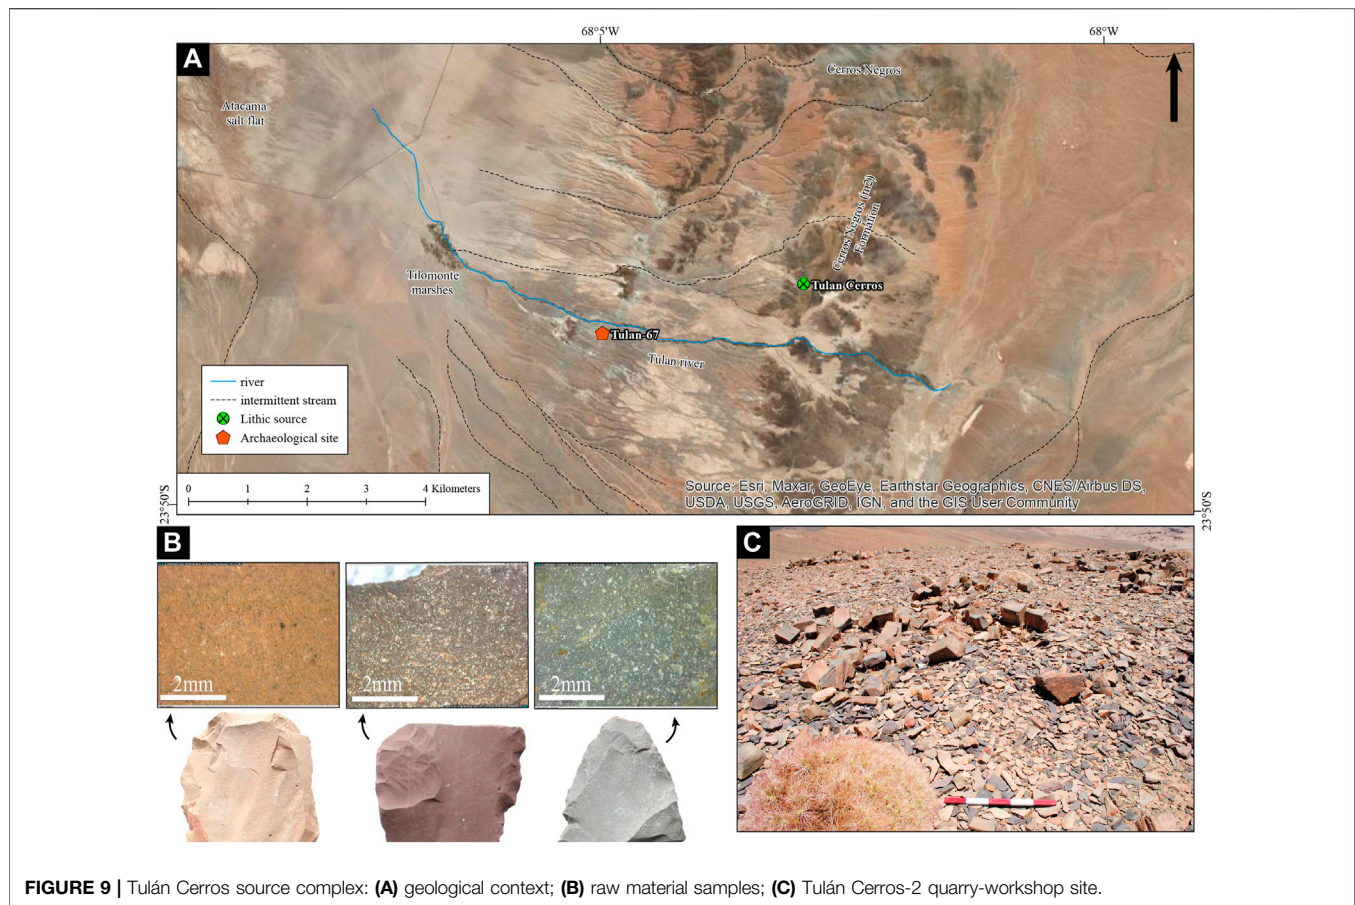 68°5'W
68°W
A
Cerros Negros
Atacama
salt flat
Cerros Negros (m2)
Formation
Tilomonte
marshes
Tulan Cerros
Tulan-67
Tulan river
river
intermittent stream
Lithic source
Archaeological site
0 1 2 3 4 Kilometers
Source: Esri, Maxar, GeoEye, Earthstar Geographics, CNES/Airbus DS,
USDA, USGS, AeroGRID, IGN, and the GIS User Community
23°50'S
23°50'S
B
2mm
2mm
2mm
C
FIGURE 9 | Tulán Cerros source complex: (A) geological context; (B) raw material samples; (C) Tulán Cerros-2 quarry-workshop site.